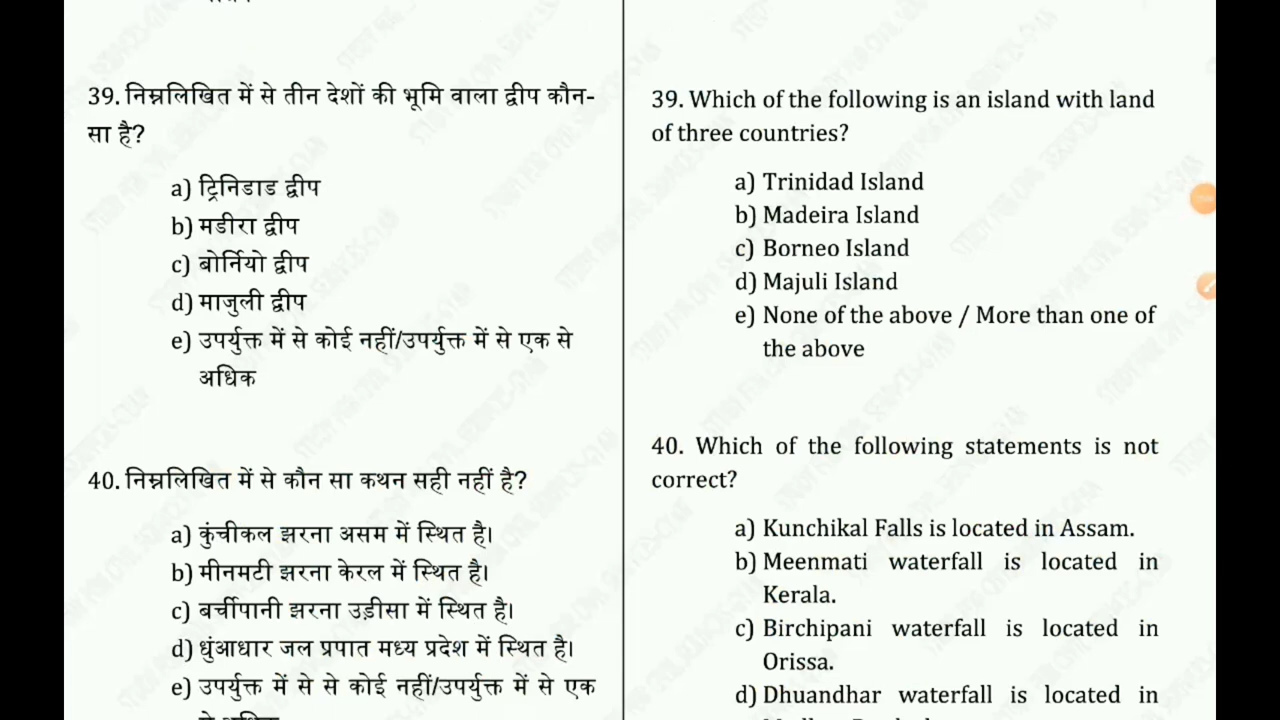 39. निम्नलिखित में से तीन देशों की भूमि वाला द्वीप कौन-
सा है?
a) ट्रिनिडाड द्वीप
b) मडीरा द्वीप
c) बोर्नियो द्वीप
d) माजुली द्वीप
e) उपर्युक्त में से कोई नहीं/उपर्युक्त में से एक से
अधिक
40. निम्नलिखित में से कौन सा कथन सही नहीं है?
a) कुंचीकल झरना असम में स्थित है।
b) मीनमटी झरना केरल में स्थित है।
c) बर्चीपानी झरना उड़ीसा में स्थित है।
d) धुंआधार जल प्रपात मध्य प्रदेश में स्थित है।
e) उपर्युक्त में से से कोई नहीं/उपर्युक्त में से एक
39. Which of the following is an island with land
of three countries?
a) Trinidad Island
b) Madeira Island
c) Borneo Island
d) Majuli Island
e) None of the above / More than one of
the above
40. Which of the following statements is not
correct?
a) Kunchikal Falls is located in Assam.
b) Meenmati waterfall is located in
Kerala.
c) Birchipani waterfall is located in
Orissa.
d) Dhuandhar waterfall is located in